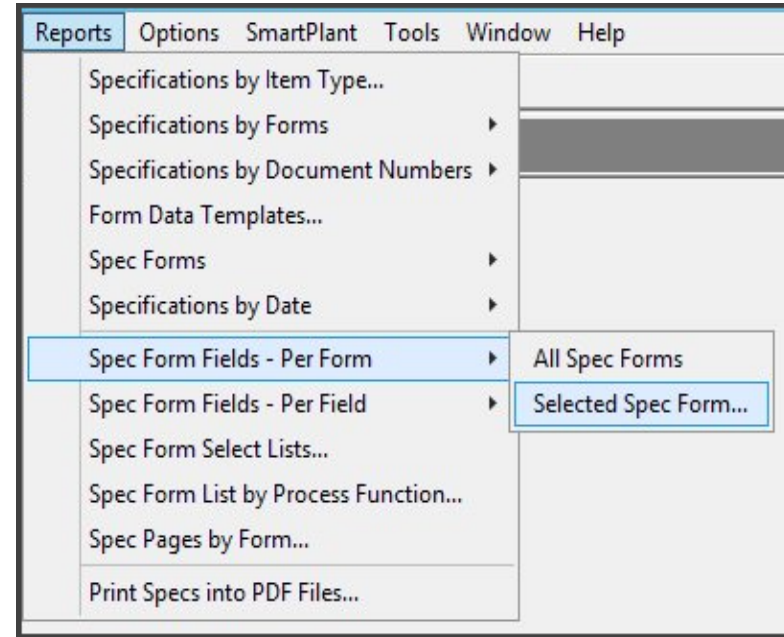 Reports Options SmartPlant Tools Window Help
Specifications by Item Type...
Specifications by Forms
Specifications by Document Numbers
Form Data Templates...
Spec Forms
Specifications by Date
Spec Form Fields - Per Form
All Spec Forms
Spec Form Fields - Per Field
Selected Spec Form...
Spec Form Select Lists...
Spec Form List by Process Function...
Spec Pages by Form...
Print Specs into PDF Files...